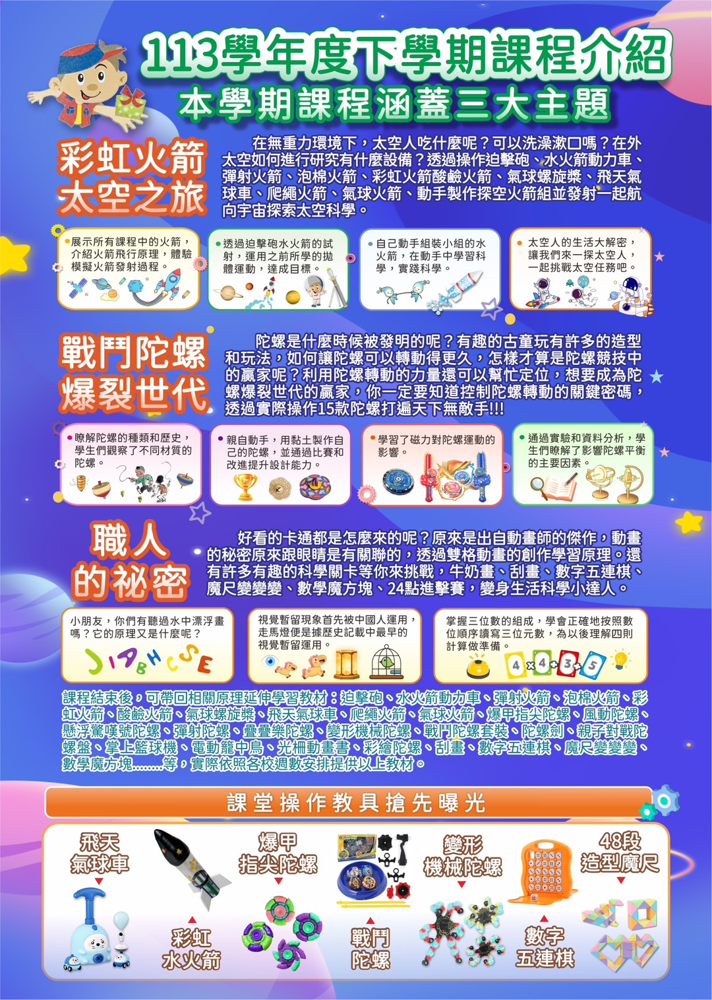 113學年度下學期課程介紹
本學期課程涵蓋三大主題
彩虹火箭
太空之旅
在無重力環境下，太空人吃什麼呢？可以洗澡漱口嗎？在外
太空如何進行研究有什麼設備？透過操作迫擊砲、水火箭動力車、
彈射火箭、泡棉火箭、彩虹火箭酸鹼火箭、氣球螺旋槳、飛天氣
球車、爬繩火箭、氣球火箭、動手製作探空火箭組並發射一起航
向宇宙探索太空科學。
展示所有課程中的火箭，
介紹火箭飛行原理，體驗
模擬火箭發射過程。
透過迫擊砲水火箭的試
射，運用之前所學的拋
體運動，達成目標。
自己動手組裝小組的水
火箭，在動手中學習科
學，實踐科學。
太空人的生活大解密，
讓我們來一探太空人，
一起挑戰太空任務吧。
戰鬥陀螺
爆裂世代
陀螺是什麼時候被發明的呢？有趣的古童玩有許多的造型
和玩法，如何讓陀螺可以轉動得更久，怎樣才算是陀螺競技中
的贏家呢？利用陀螺轉動的力量還可以幫忙定位，想要成為陀
螺爆裂世代的贏家，你一定要知道控制陀螺轉動的關鍵密碼，
透過實際操作15款陀螺打遍天下無敵手!!!
瞭解陀螺的種類和歷史，
學生們觀察了不同材質的
陀螺。
親自動手，用黏土製作自
己的陀螺，並通過比賽和
改進提升設計能力。
學習了磁力對陀螺運動的
影響。
通過實驗和資料分析，學
生們瞭解了影響陀螺平衡
的主要因素。
職人
的祕密
好看的卡通都是怎麼來的呢？原來是出自動畫師的傑作，動畫
的秘密原來跟眼睛是有關聯的，透過雙格動畫的創作學習原理。還
有許多有趣的科學關卡等你來挑戰，牛奶畫、刮畫、數字五連棋、
魔尺變變變、數學魔方塊、24點進擊賽，變身生活科學小達人。
小朋友，你們有聽過水中漂浮畫
嗎？它的原理又是什麼呢？
JIABHCSE
視覺暫留現象首先被中國人運用，
走馬燈便是據歷史記載中最早的
視覺暫留運用。
掌握三位數的組成，學會正確地按照數
位順序讀寫三位元數，為以後理解四則
計算做準備。
4×4+3+5
課程結束後，可帶回相關原理延伸學習教材：迫擊砲、水火箭動力車、彈射火箭、泡棉火箭、彩
虹火箭、酸鹼火箭、氣球螺旋槳、飛天氣球車、爬繩火箭、氣球火箭、爆甲指尖陀螺、風動陀螺、
懸浮驚嘆號陀螺、彈射陀螺、疊疊樂陀螺、變形機械陀螺、戰鬥陀螺套裝、陀螺劍、親子對戰陀
螺盤、掌上籃球機、電動籠中鳥、光柵動畫書、彩繪陀螺、刮畫、數字五連棋、魔尺變變變、
數學魔方塊........等，實際依照各校週數安排提供以上教材。
課堂操作教具搶先曝光
飛天
氣球車
彩虹
水火箭
爆甲
指尖陀螺
戰鬥
陀螺
變形
機械陀螺
數字
五連棋
48段
造型魔尺